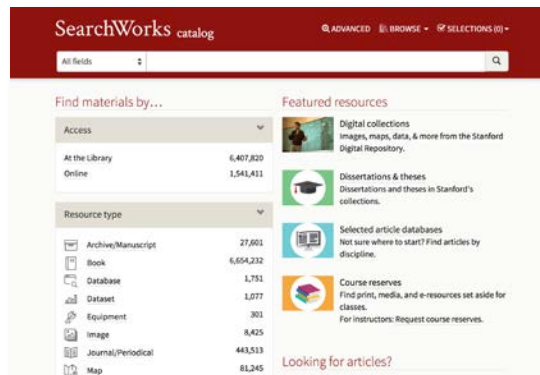 SearchWorks catalog
ADVANCED BROWSE SELECTIONS (0)
All fields
Find materials by...
Access
At the Library 6,407,820
Online 1,541,411
Resource type
Archive/Manuscript 27,601
Book 6,654,232
Database 1,751
Dataset 1,077
Equipment 301
Image 8,425
Journal/Periodical 443,513
Map 81,245
Featured resources
Digital collections
Images, maps, data, & more from the Stanford
Digital Repository.
Dissertations & theses
Dissertations and theses in Stanford's
collections.
Selected article databases
Not sure where to start? Find articles by
discipline.
Course reserves
Find print, media, and e-resources set aside for
classes.
For instructors: Request course reserves.
Looking for articles?